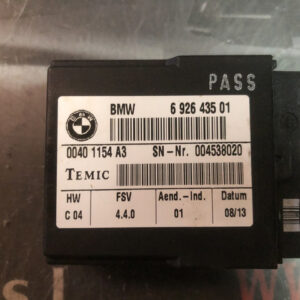 PASS
BMW 6 926 435 01
0040 1154 A3 SN-Nr. 004538020
TEMIC
HW FSV Aend.-Ind. Datum
C 04 4.4.0 01 08/13